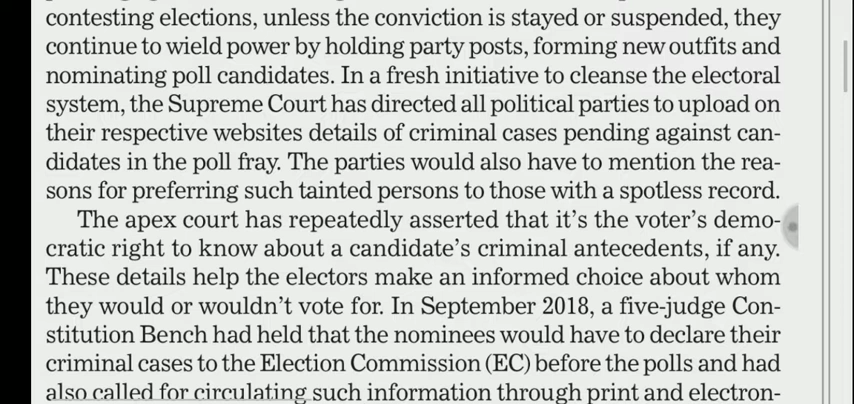 contesting elections, unless the conviction is stayed or suspended, they
continue to wield power by holding party posts, forming new outfits and
nominating poll candidates. In a fresh initiative to cleanse the electoral
system, the Supreme Court has directed all political parties to upload on
their respective websites details of criminal cases pending against can-
didates in the poll fray. The parties would also have to mention the rea-
sons for preferring such tainted persons to those with a spotless record.
The apex court has repeatedly asserted that it's the voter's demo-
cratic right to know about a candidate's criminal antecedents, if any.
These details help the electors make an informed choice about whom
they would or wouldn't vote for. In September 2018, a five-judge Con-
stitution Bench had held that the nominees would have to declare their
criminal cases to the Election Commission (EC) before the polls and had
also called for circulating such information through print and electron-